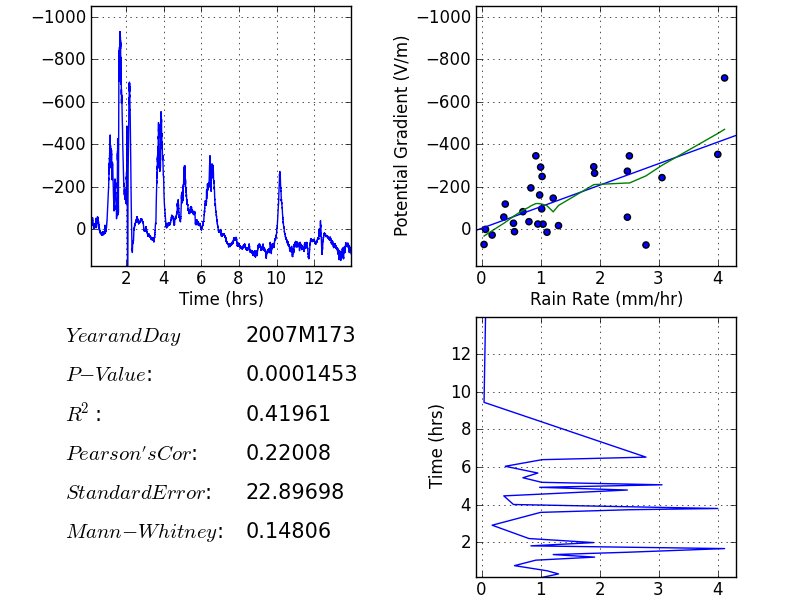 −1000
−800
−600
−400
−200
0
2 4 6 8 10 12
Time (hrs)
Potential Gradient (V/m)
−1000
−800
−600
−400
−200
0
0 1 2 3 4
Rain Rate (mm/hr)
YearandDay 2007M173
P−Value: 0.0001453
R²: 0.41961
Pearson'sCor: 0.22008
StandardError: 22.89698
Mann−Whitney: 0.14806
Time (hrs)
12
10
8
6
4
2
0 1 2 3 4